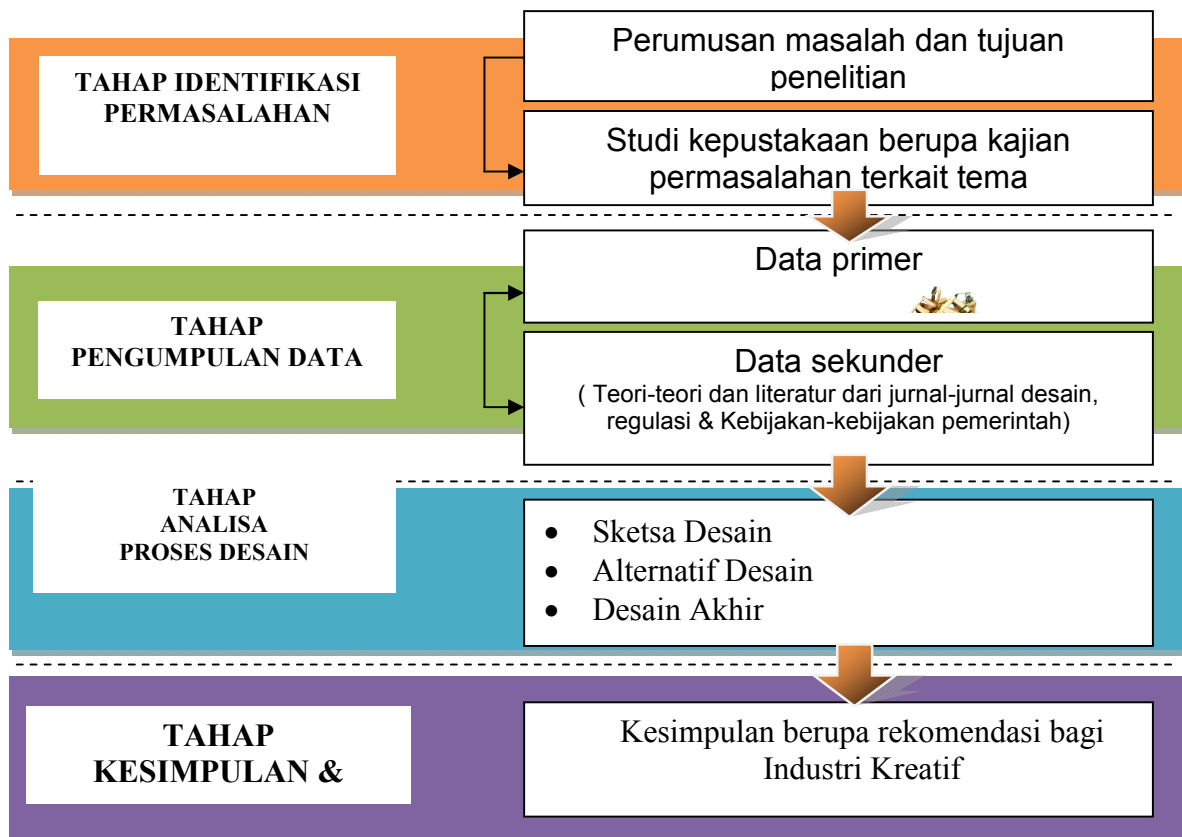 TAHAP IDENTIFIKASI
PERMASALAHAN
Perumusan masalah dan tujuan
penelitian
Studi kepustakaan berupa kajian
permasalahan terkait tema
TAHAP
PENGUMPULAN DATA
Data primer
Data sekunder
( Teori-teori dan literatur dari jurnal-jurnal desain,
regulasi & Kebijakan-kebijakan pemerintah)
TAHAP
ANALISA
PROSES DESAIN
• Sketsa Desain
• Alternatif Desain
• Desain Akhir
TAHAP
KESIMPULAN &
Kesimpulan berupa rekomendasi bagi
Industri Kreatif